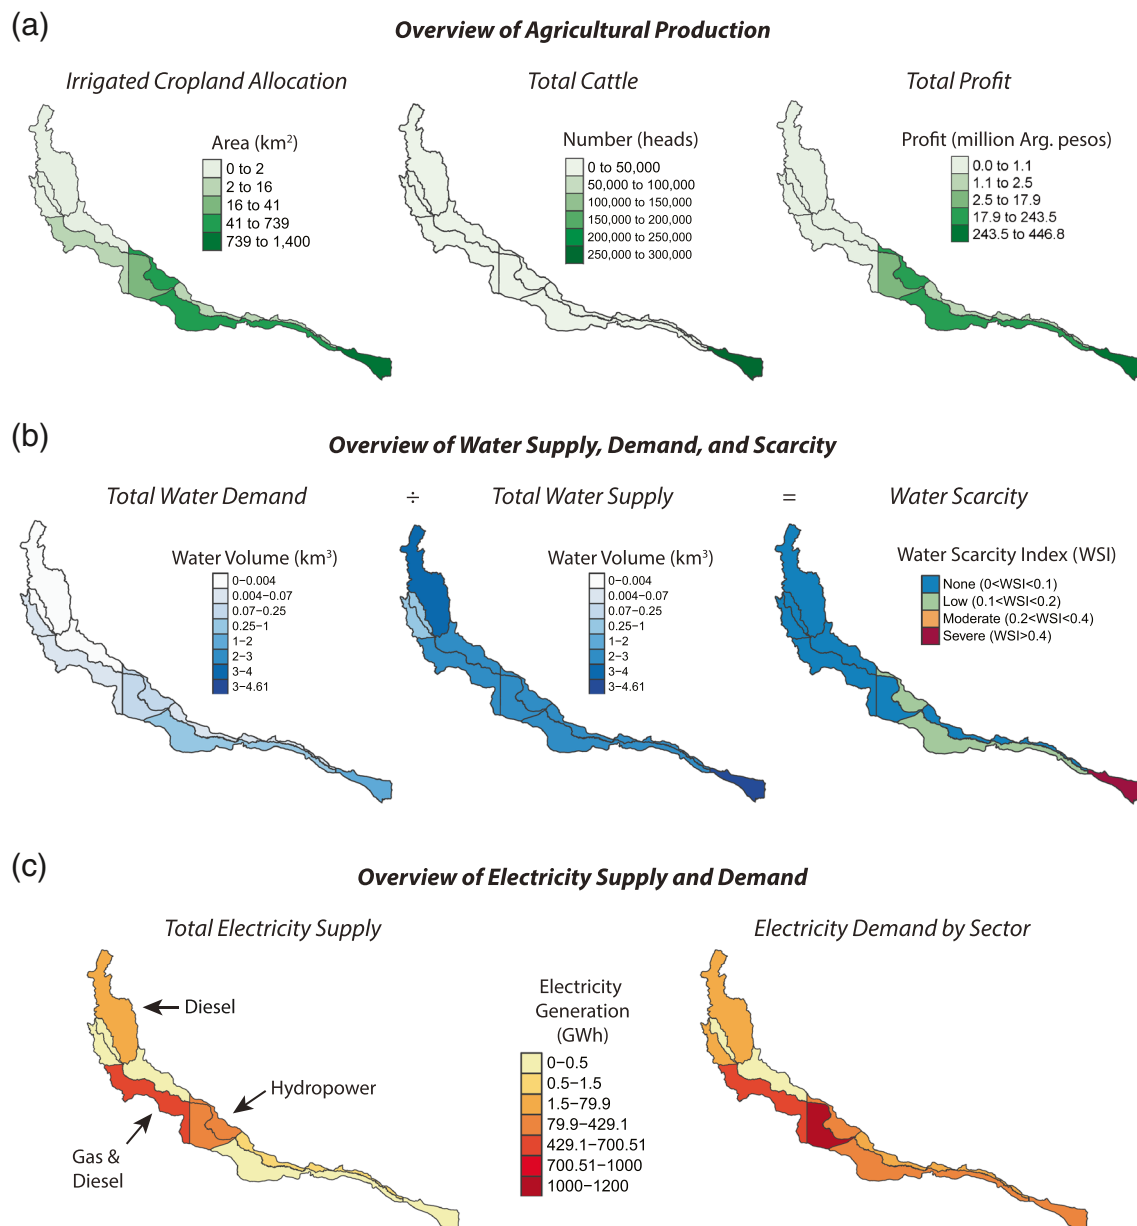 (a)
Overview of Agricultural Production
Irrigated Cropland Allocation
Total Cattle
Total Profit
Area (km²)
0 to 2
2 to 16
16 to 41
41 to 739
739 to 1,400
Number (heads)
0 to 50,000
50,000 to 100,000
100,000 to 150,000
150,000 to 200,000
200,000 to 250,000
250,000 to 300,000
Profit (million Arg. pesos)
0.0 to 1.1
1.1 to 2.5
2.5 to 17.9
17.9 to 243.5
243.5 to 446.8
(b)
Overview of Water Supply, Demand, and Scarcity
Total Water Demand ÷ Total Water Supply = Water Scarcity
Water Volume (km³)
0−0.004
0.004−0.07
0.07−0.25
0.25−1
1−2
2−3
3−4
3−4.61
Water Volume (km³)
0−0.004
0.004−0.07
0.07−0.25
0.25−1
1−2
2−3
3−4
3−4.61
Water Scarcity Index (WSI)
None (0<WSI<0.1)
Low (0.1<WSI<0.2)
Moderate (0.2<WSI<0.4)
Severe (WSI>0.4)
(c)
Overview of Electricity Supply and Demand
Total Electricity Supply
Electricity Demand by Sector
Diesel
Hydropower
Gas &
Diesel
Electricity
Generation
(GWh)
0−0.5
0.5−1.5
1.5−79.9
79.9−429.1
429.1−700.51
700.51−1000
1000−1200